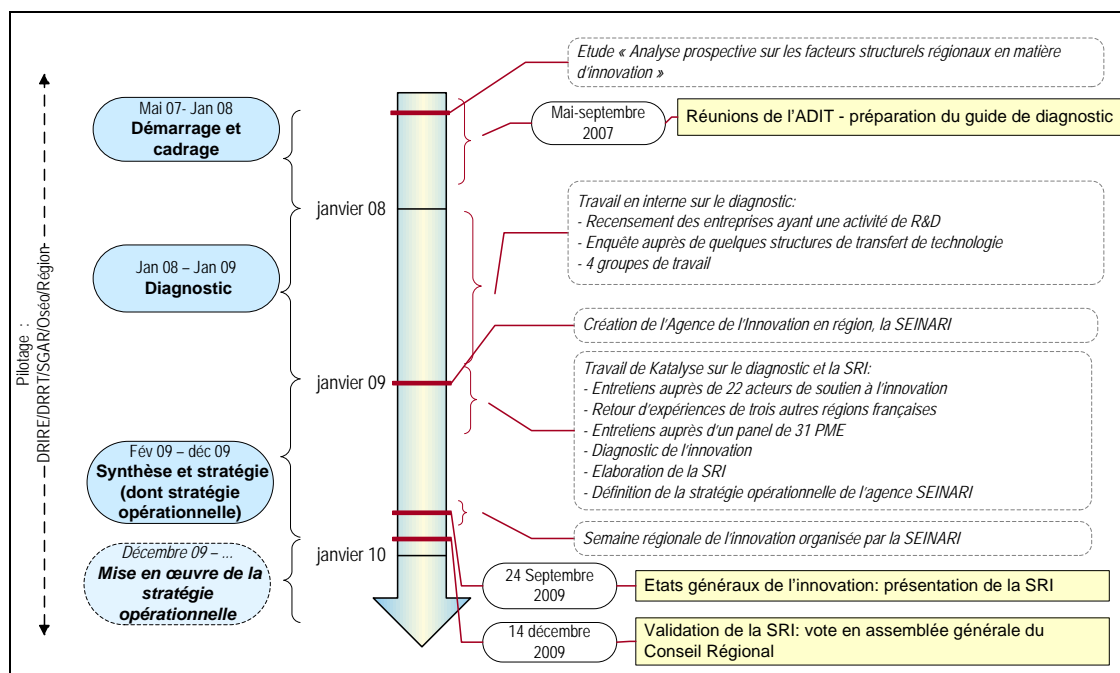 Pilotage :
DRIRE/DRRT/SGAR/Oséo/Région
Mai 07- Jan 08
Démarrage et
cadrage
Jan 08 – Jan 09
Diagnostic
Fév 09 – déc 09
Synthèse et stratégie
(dont stratégie
opérationnelle)
Décembre 09 – ...
Mise en œuvre de la
stratégie
opérationnelle
janvier 08
janvier 09
janvier 10
Etude « Analyse prospective sur les facteurs structurels régionaux en matière
d'innovation »
Mai-septembre
2007
Réunions de l'ADIT - préparation du guide de diagnostic
Travail en interne sur le diagnostic:
- Recensement des entreprises ayant une activité de R&D
- Enquête auprès de quelques structures de transfert de technologie
- 4 groupes de travail
Création de l'Agence de l'Innovation en région, la SEINARI
Travail de Katalyse sur le diagnostic et la SRI:
- Entretiens auprès de 22 acteurs de soutien à l'innovation
- Retour d'expériences de trois autres régions françaises
- Entretiens auprès d'un panel de 31 PME
- Diagnostic de l'innovation
- Elaboration de la SRI
- Définition de la stratégie opérationnelle de l'agence SEINARI
Semaine régionale de l'innovation organisée par la SEINARI
24 Septembre
2009
Etats généraux de l'innovation: présentation de la SRI
14 décembre
2009
Validation de la SRI: vote en assemblée générale du
Conseil Régional